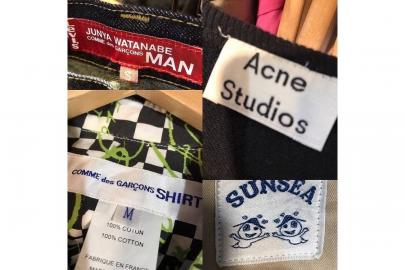 JUNYA WATANABE
COMME des GARÇONS MAN
S
Acne
Studios
COMME des GARÇONS SHIRT
M
100% COTON
100% COTTON
FABRIQUE EN FRANCE
SUNSEA